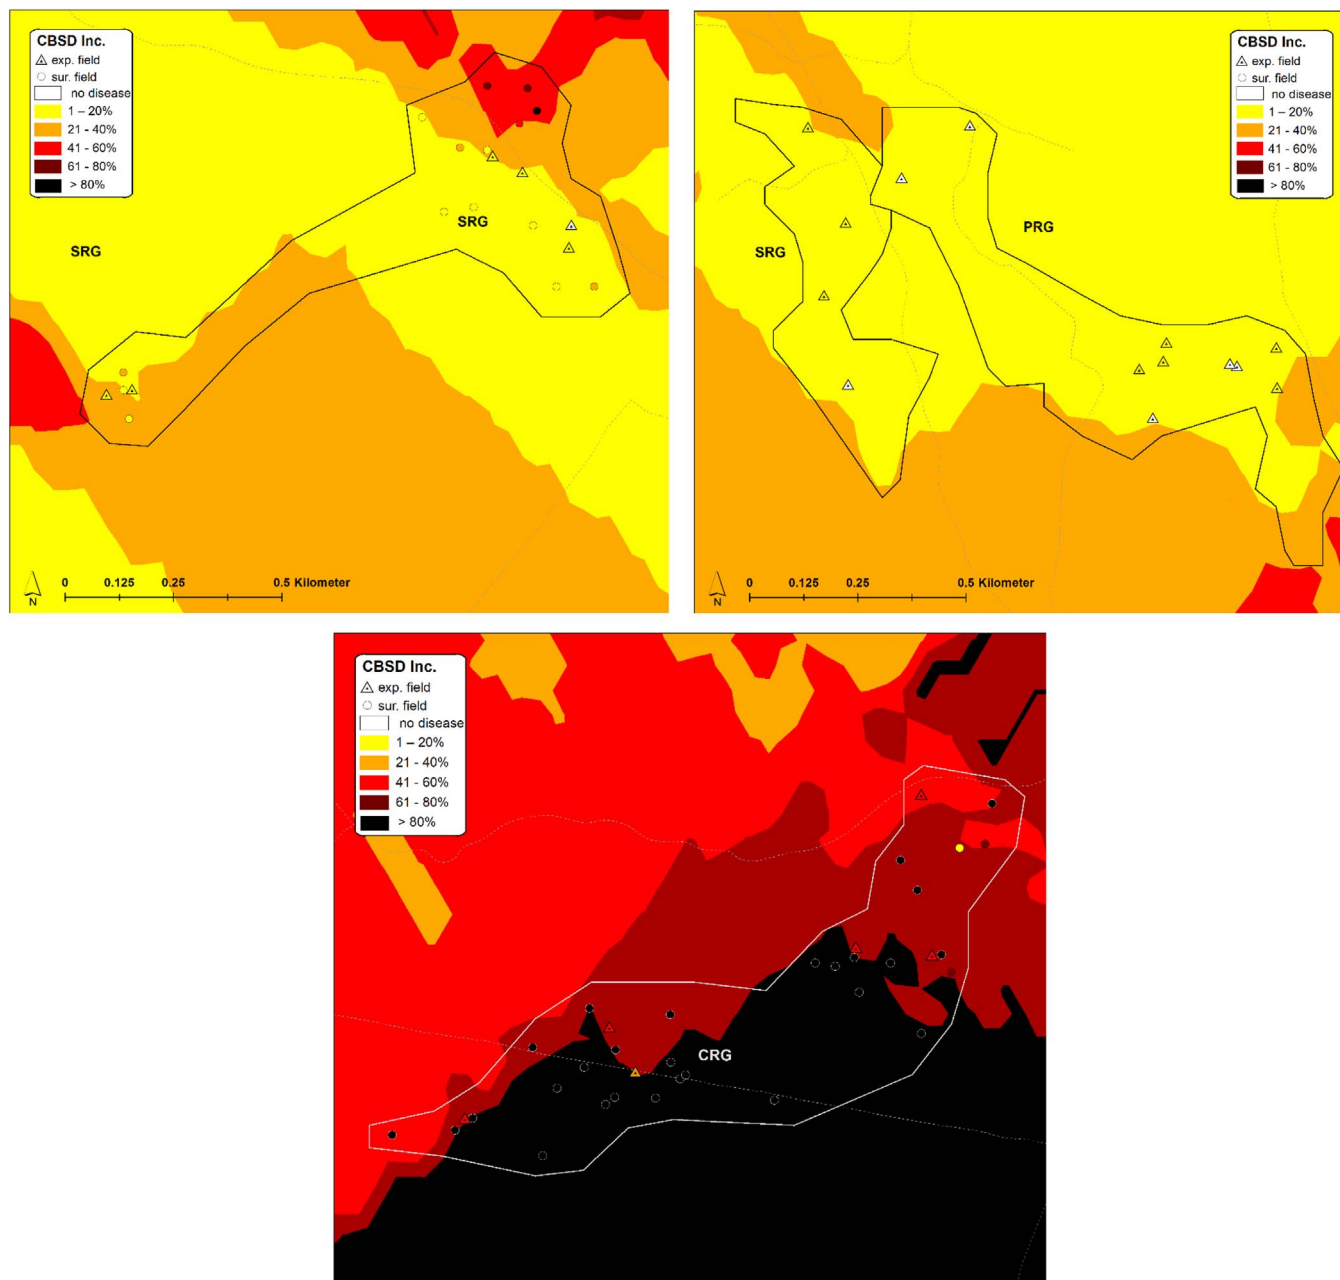 CBSD Inc.
exp. field
sur. field
no disease
1 – 20%
21 - 40%
41 - 60%
61 - 80%
> 80%
SRG
SRG
N
0 0.125 0.25 0.5 Kilometer
CBSD Inc.
exp. field
sur. field
no disease
1 – 20%
21 - 40%
41 - 60%
61 - 80%
> 80%
SRG
PRG
N
0 0.125 0.25 0.5 Kilometer
CBSD Inc.
exp. field
sur. field
no disease
1 – 20%
21 - 40%
41 - 60%
61 - 80%
> 80%
CRG